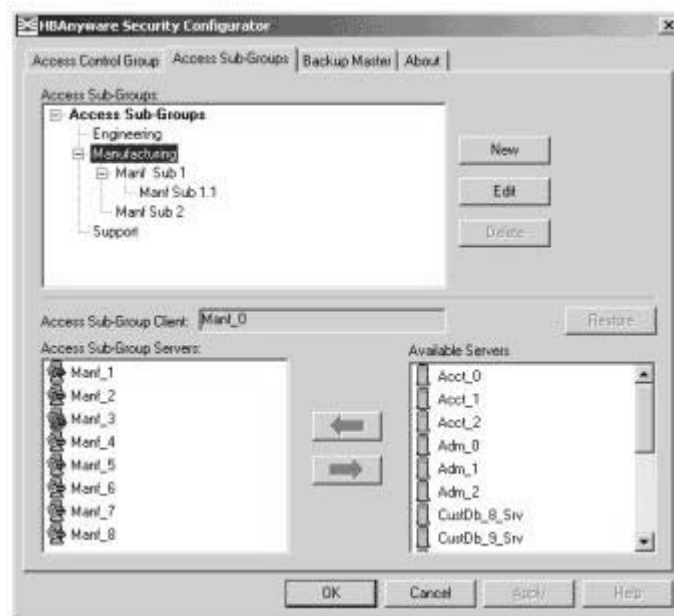 HBAnyware Security Configurator
Access Control Group Access Sub-Groups Backup Master About
Access Sub-Groups:
Access Sub-Groups
Engineering
Manufacturing
Manf Sub 1
Manf Sub 1.1
Manf Sub 2
Support
New
Edit
Delete
Access Sub-Group Client: Manf_0
Restore
Access Sub-Group Servers:
Manf_1
Manf_2
Manf_3
Manf_4
Manf_5
Manf_6
Manf_7
Manf_8
Available Servers
Acct_0
Acct_1
Acct_2
Adm_0
Adm_1
Adm_2
CustDb_8_Srv
CustDb_9_Srv
OK Cancel Apply Help